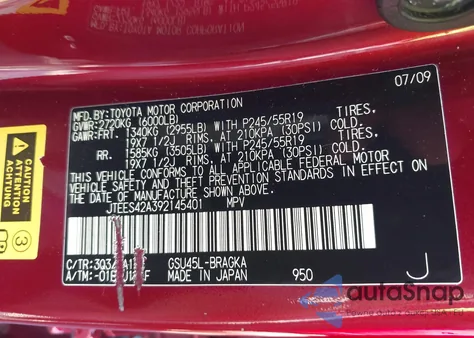 07/09
MFD.BY:TOYOTA MOTOR CORPORATION
GVWR:2720KG (6000LB)
GAWR:FRT. 1340KG (2955LB) WITH P245/55R19 TIRES.
19X7 1/2J RIMS, AT 210KPA (30PSI) COLD.
RR. 1585KG (3505LB) WITH P245/55R19 TIRES.
19X7 1/2J RIMS, AT 210KPA (30PSI) COLD.
THIS VEHICLE CONFORMS TO ALL APPLICABLE FEDERAL MOTOR
VEHICLE SAFETY AND THEFT PREVENTION STANDARDS IN EFFECT ON
THE DATE OF MANUFACTURE SHOWN ABOVE.
JTEES42A392145401 MPV
C/TR: GSU45L-BRAGKA
A/TM: MADE IN JAPAN 950 J
CAUTION
ACHTUNG
3
autoSnap